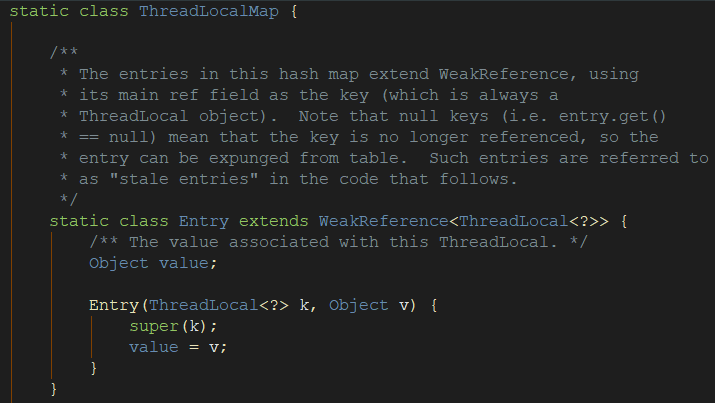 static class ThreadLocalMap {
/**
* The entries in this hash map extend WeakReference, using
* its main ref field as the key (which is always a
* ThreadLocal object).  Note that null keys (i.e. entry.get()
* == null) mean that the key is no longer referenced, so the
* entry can be expunged from table.  Such entries are referred to
* as "stale entries" in the code that follows.
*/
static class Entry extends WeakReference<ThreadLocal<?>> {
/** The value associated with this ThreadLocal. */
Object value;
Entry(ThreadLocal<?> k, Object v) {
super(k);
value = v;
}
}